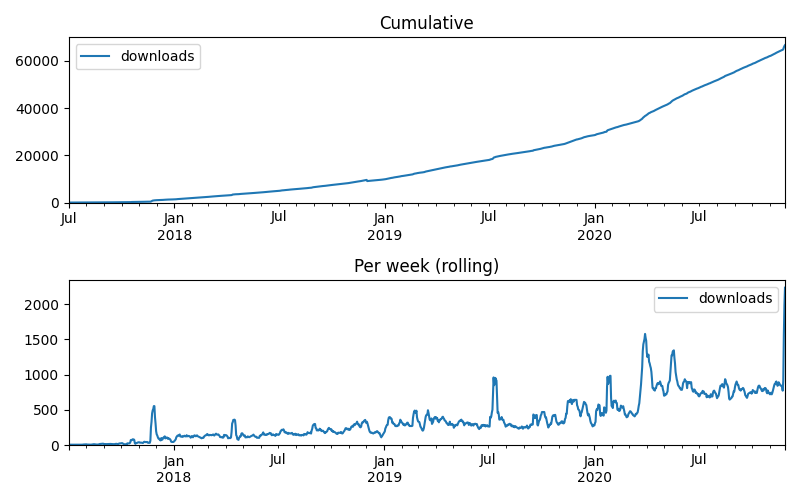 Cumulative
downloads
60000
40000
20000
0
Jul Jan Jul Jan Jul Jan Jul
2018 2019 2020
Per week (rolling)
downloads
2000
1500
1000
500
0
Jan Jul Jan Jul Jan Jul
2018 2019 2020